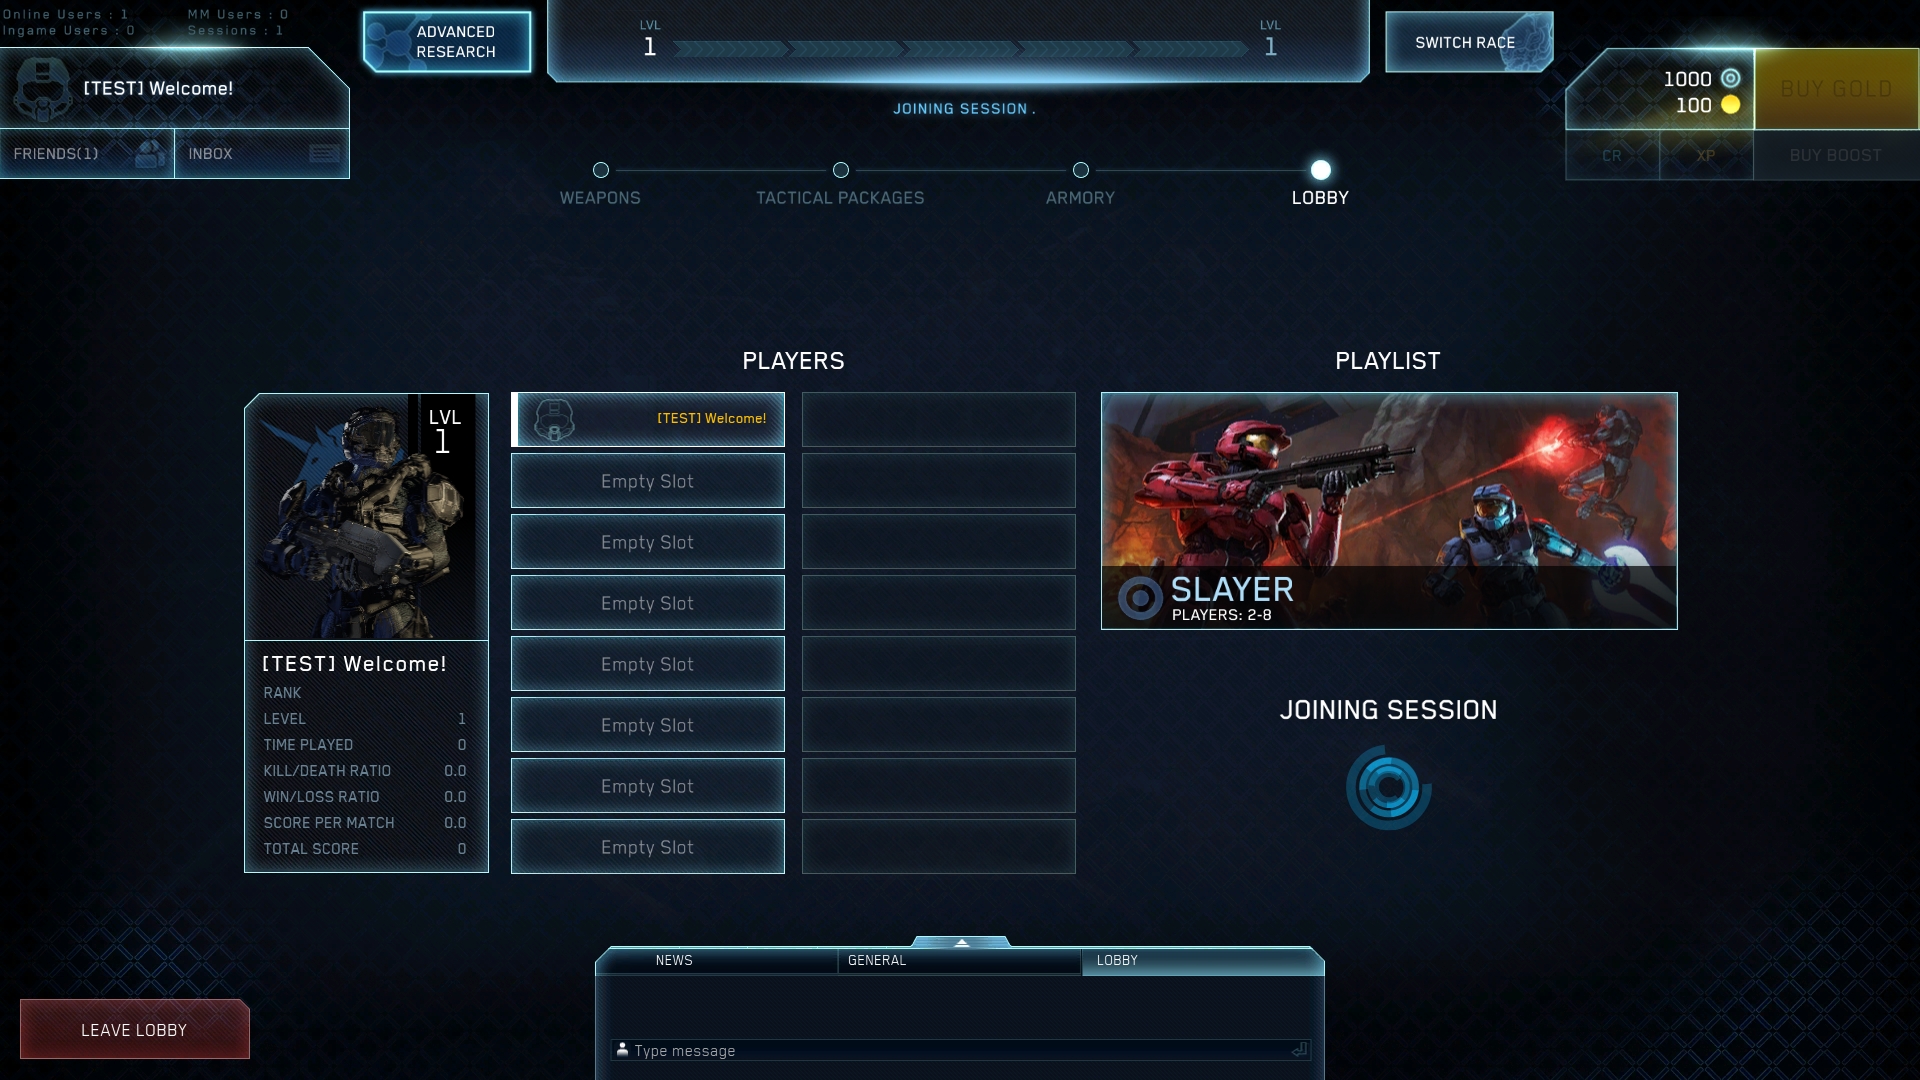 Online Users : 1
MM Users : 0
Ingame Users : 0
Sessions : 1
[TEST] Welcome!
FRIENDS(1)
INBOX
ADVANCED
RESEARCH
LVL
1
LVL
1
JOINING SESSION .
SWITCH RACE
1000
100
BUY GOLD
CR
XP
BUY BOOST
WEAPONS
TACTICAL PACKAGES
ARMORY
LOBBY
PLAYERS
PLAYLIST
LVL
1
[TEST] Welcome!
RANK
LEVEL 1
TIME PLAYED 0
KILL/DEATH RATIO 0.0
WIN/LOSS RATIO 0.0
SCORE PER MATCH 0.0
TOTAL SCORE 0
[TEST] Welcome!
Empty Slot
Empty Slot
Empty Slot
Empty Slot
Empty Slot
Empty Slot
Empty Slot
SLAYER
PLAYERS: 2-8
JOINING SESSION
NEWS
GENERAL
LOBBY
Type message
LEAVE LOBBY